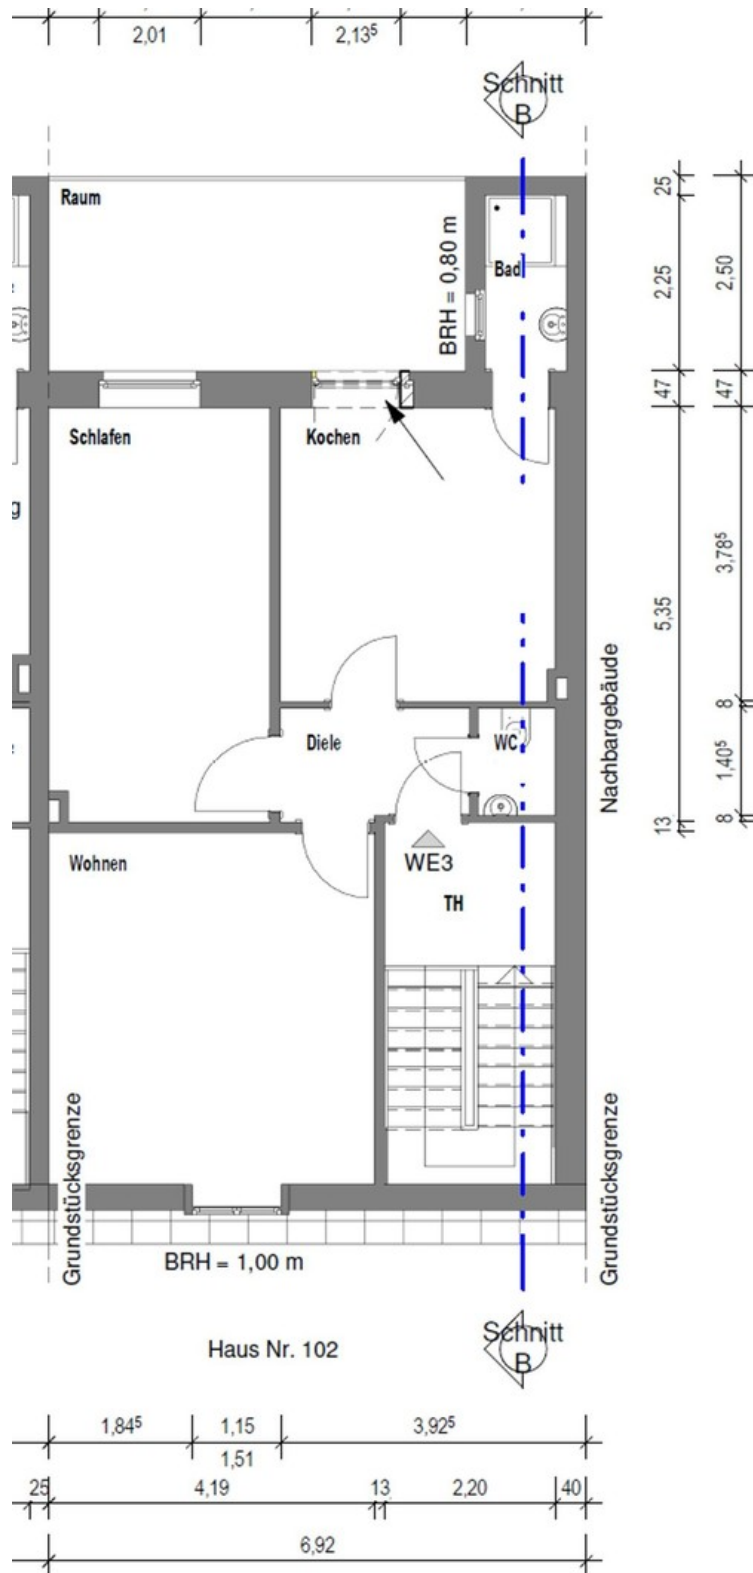 2,01
2,13⁵
Schnitt
B
Raum
BRH = 0,80 m
Bad
25
2,25
2,50
47
47
Schlafen
Kochen
g
5,35
3,78⁵
Nachbargebäude
8
Diele
WC
1,40⁵
13
8
Wohnen
WE3
TH
Grundstücksgrenze
Grundstücksgrenze
BRH = 1,00 m
Haus Nr. 102
Schnitt
B
1,84⁵
1,15
3,92⁵
1,51
25
4,19
13
2,20
40
6,92